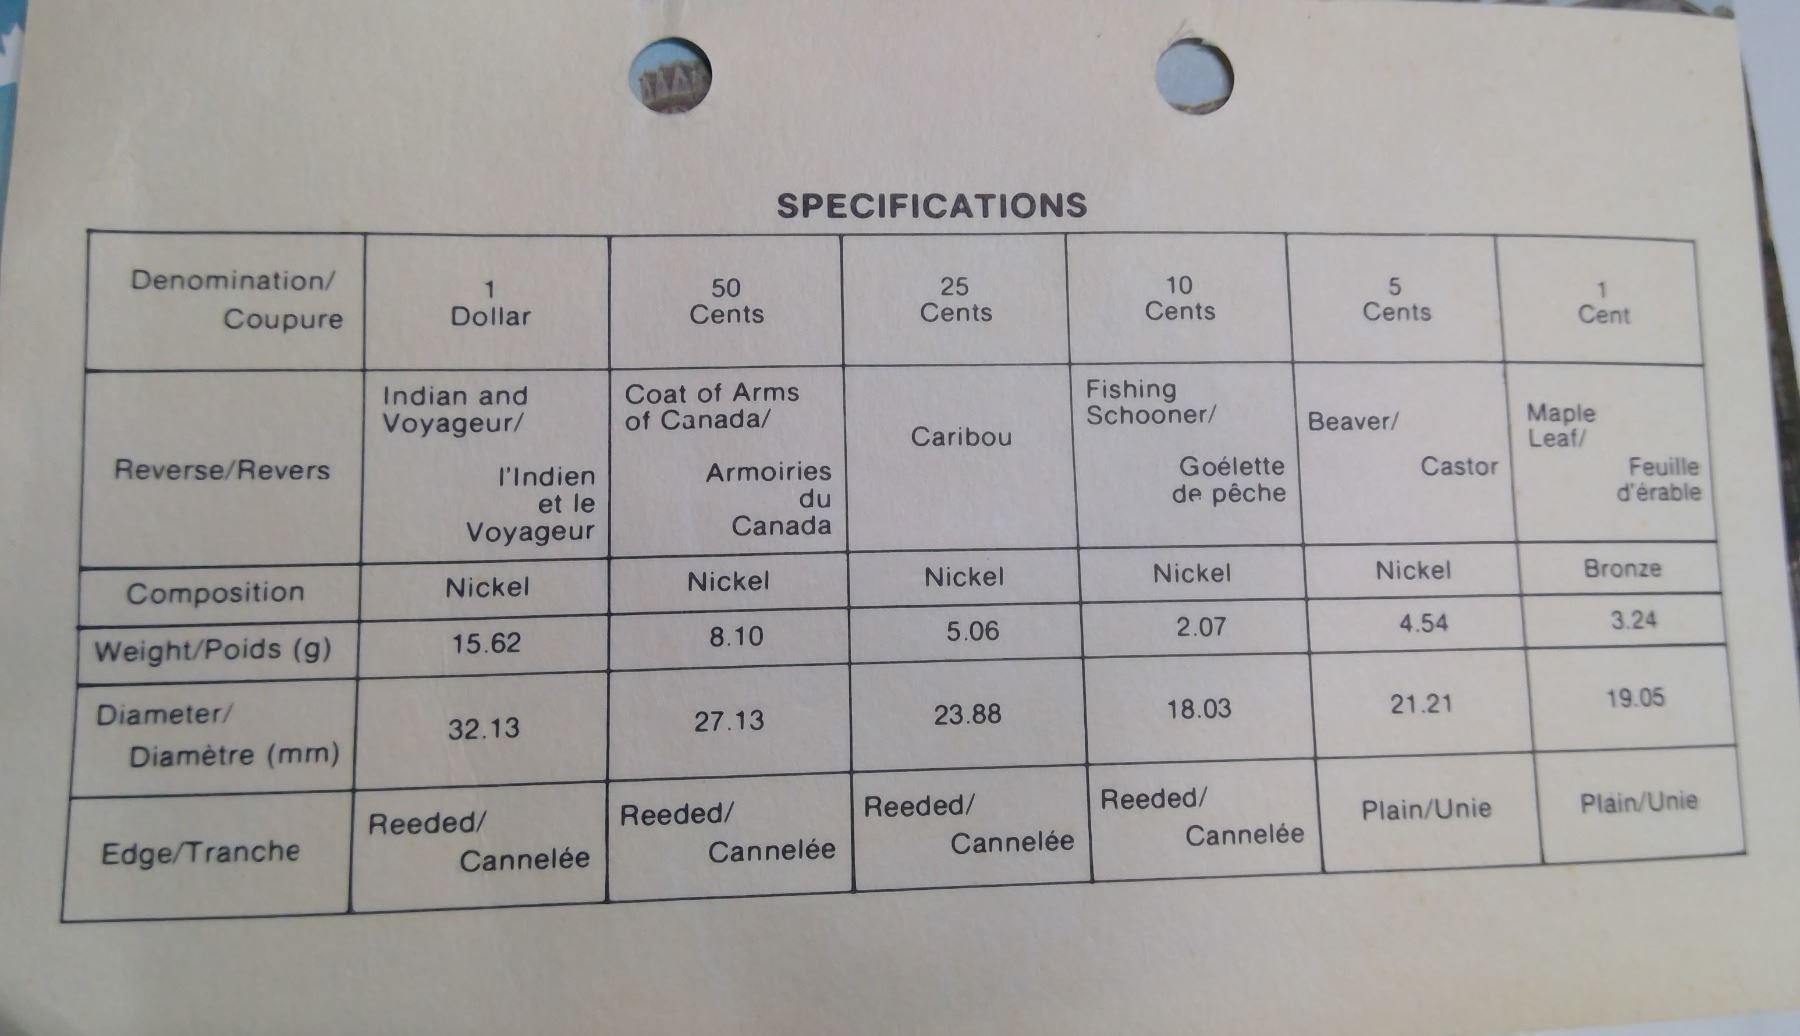 SPECIFICATIONS
Denomination/
Coupure
1
Dollar
50
Cents
25
Cents
10
Cents
5
Cents
1
Cent
Reverse/Revers
Indian and
Voyageur/
l'Indien
et le
Voyageur
Coat of Arms
of Canada/
Armoiries
du
Canada
Caribou
Fishing
Schooner/
Goélette
de pêche
Beaver/
Castor
Maple
Leaf/
Feuille
d'érable
Composition
Nickel
Nickel
Nickel
Nickel
Nickel
Bronze
Weight/Poids (g)
15.62
8.10
5.06
2.07
4.54
3.24
Diameter/
Diamètre (mm)
32.13
27.13
23.88
18.03
21.21
19.05
Edge/Tranche
Reeded/
Cannelée
Reeded/
Cannelée
Reeded/
Cannelée
Reeded/
Cannelée
Plain/Unie
Plain/Unie